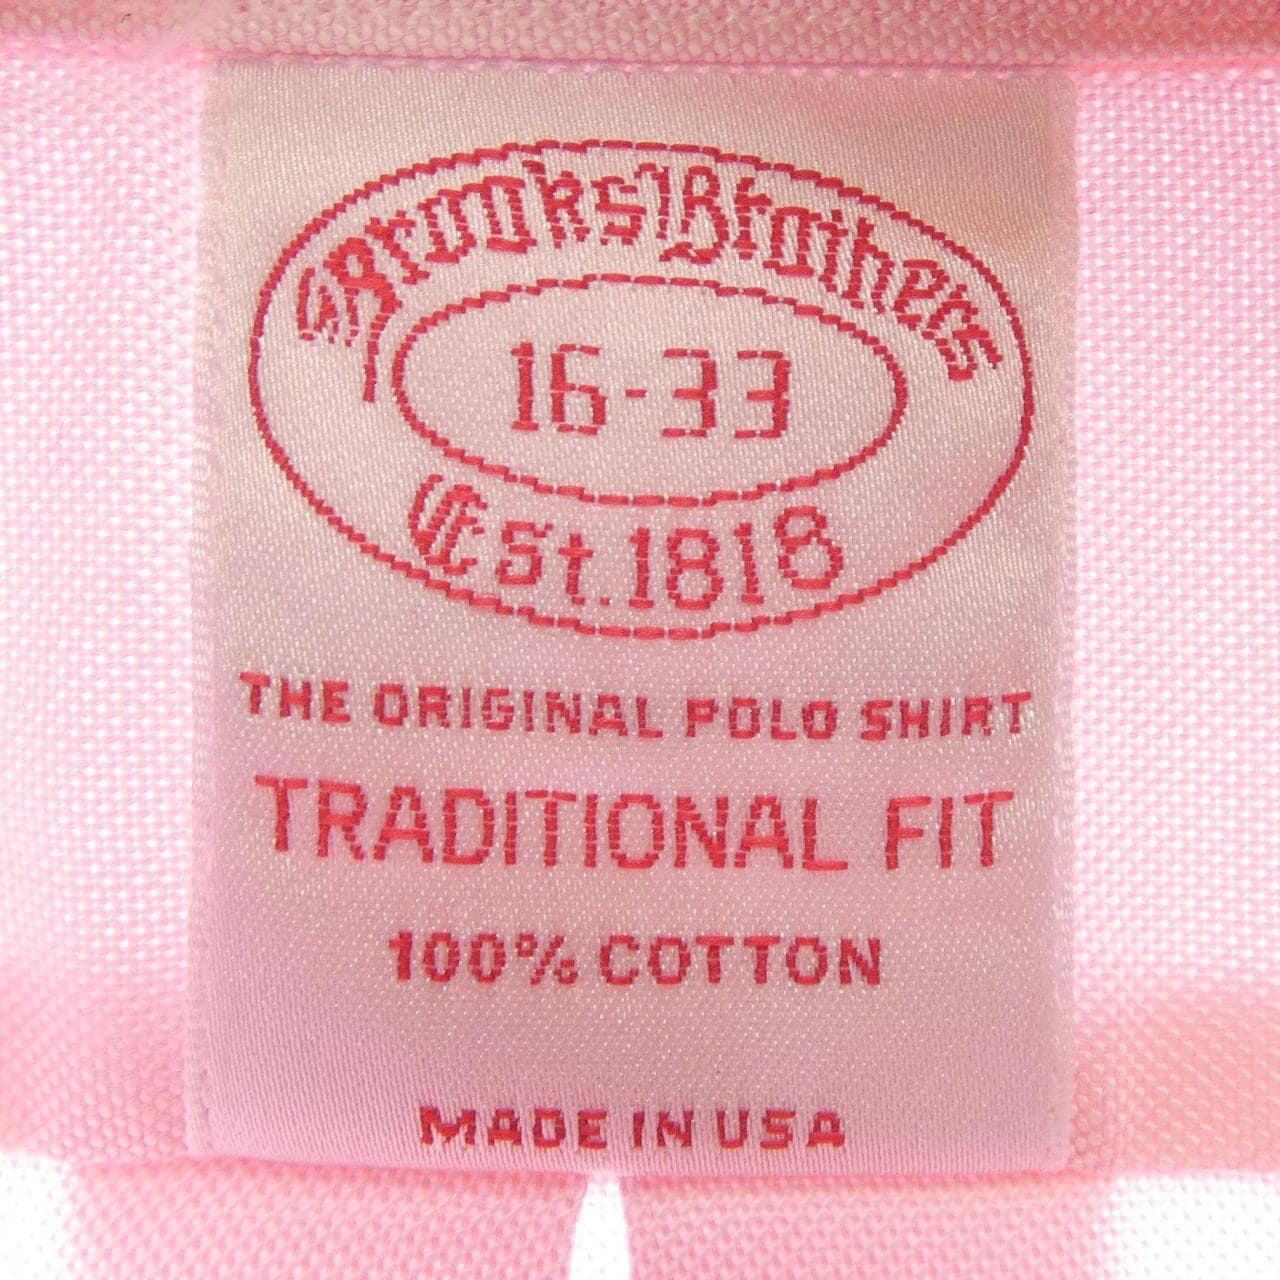 Brooks Brothers
16-33
Est.1818
THE ORIGINAL POLO SHIRT
TRADITIONAL FIT
100% COTTON
MADE IN USA